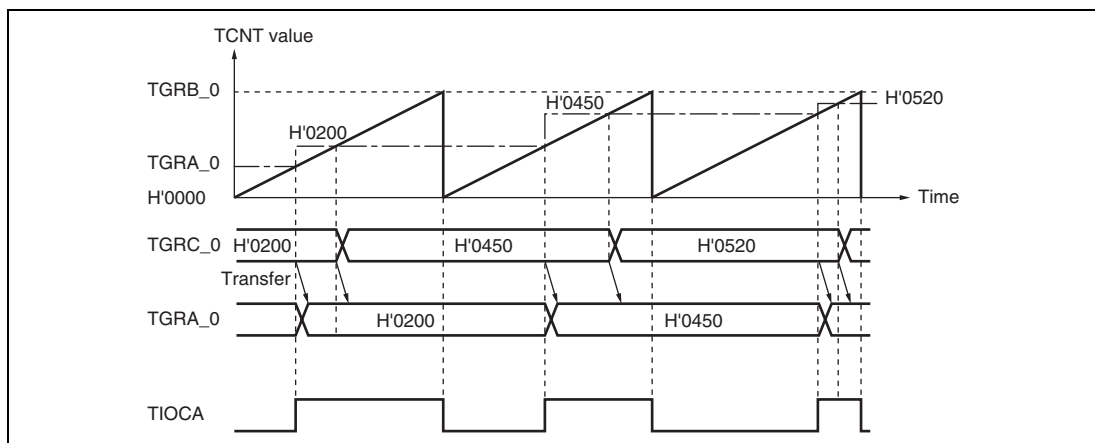 TCNT value
TGRB_0
H'0520
H'0450
H'0200
TGRA_0
H'0000
Time
TGRC_0
H'0200
H'0450
H'0520
Transfer
TGRA_0
H'0200
H'0450
TIOCA